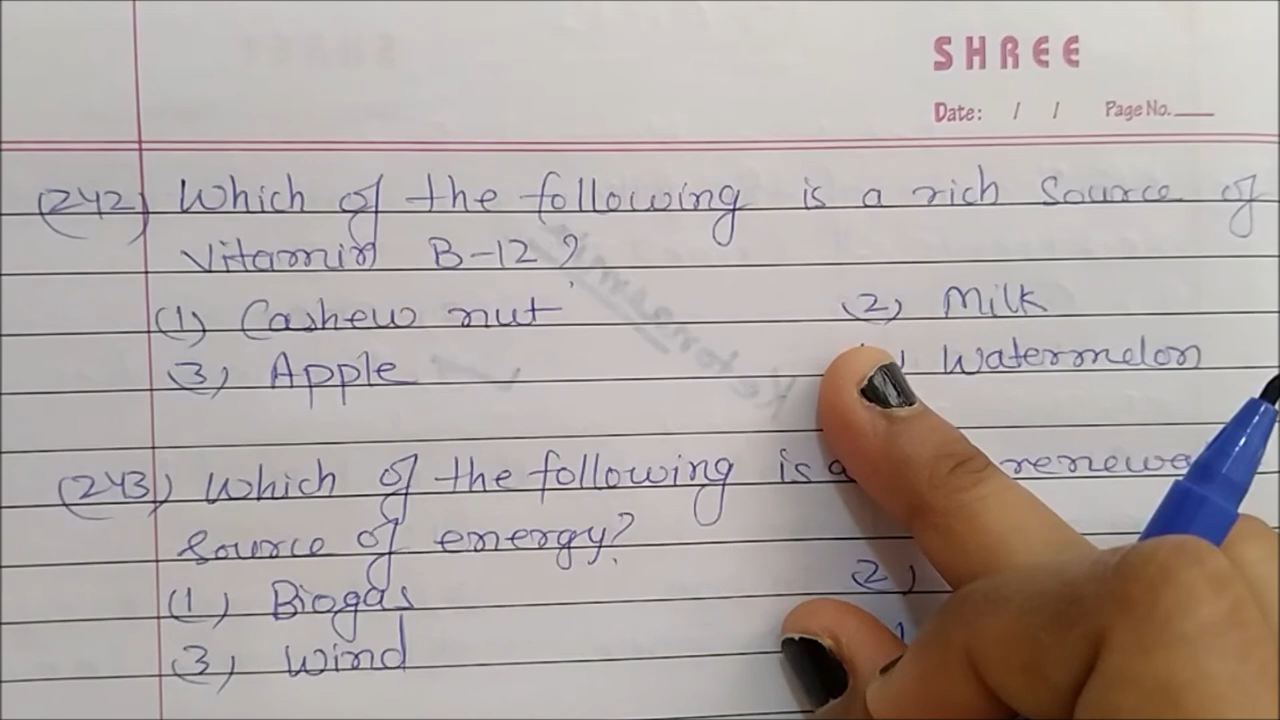 SHREE
Date: / / Page No.
(242) Which of the following is a rich source of
Vitamin B-12?
(1) Cashew nut (2) Milk
3) Apple ) Watermelon
(243) Which of the following is a
source of energy?
(1) Biogas 2)
(3) Wind